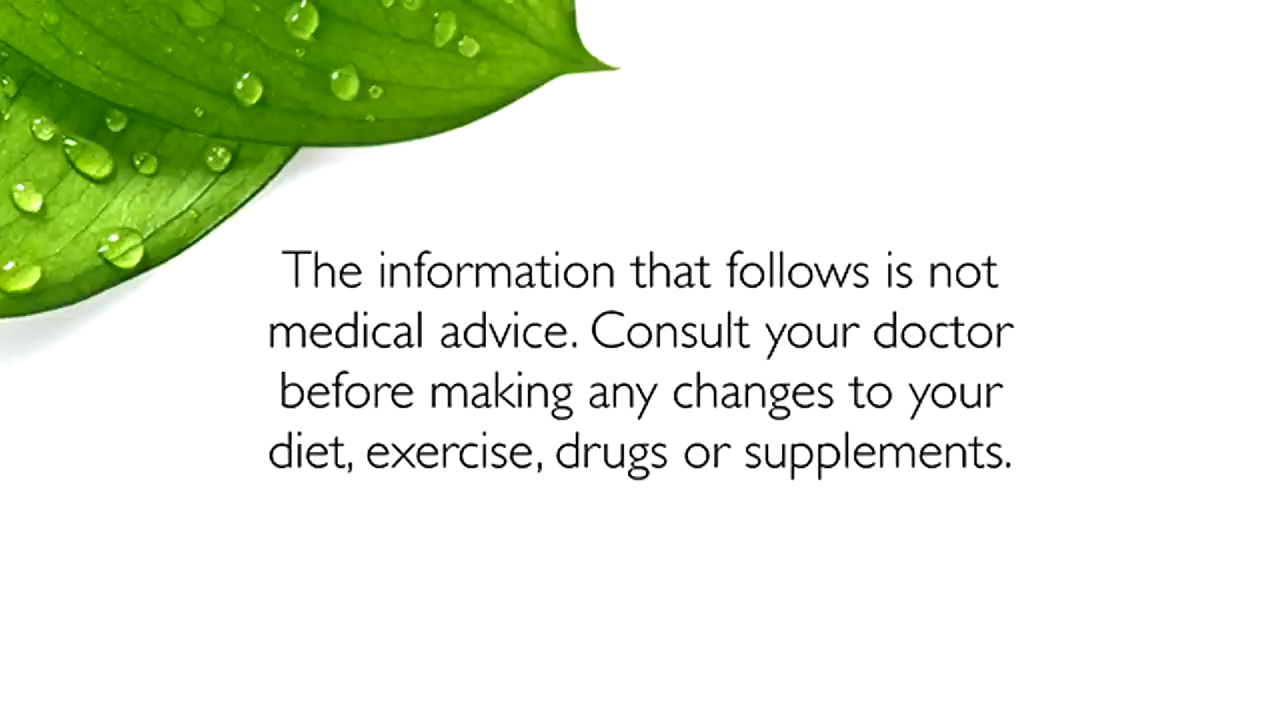 The information that follows is not
medical advice. Consult your doctor
before making any changes to your
diet, exercise, drugs or supplements.